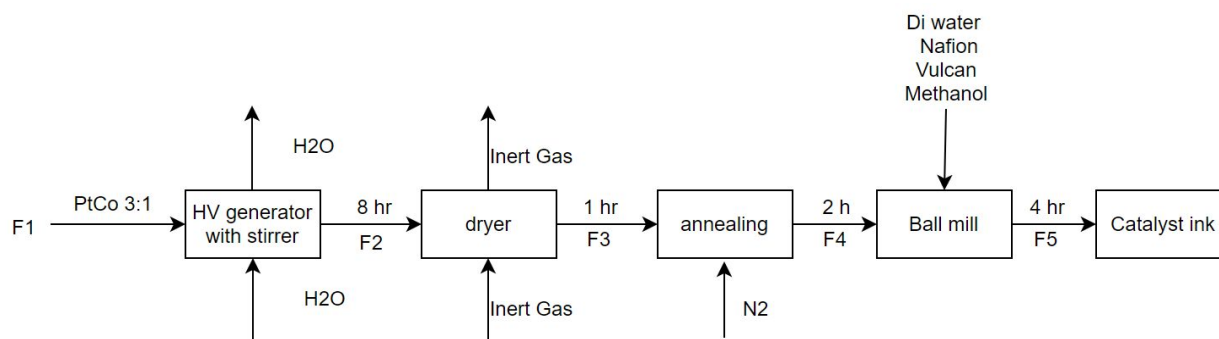 Di water
Nafion
Vulcan
Methanol
H2O
Inert Gas
F1
PtCo 3:1
HV generator
with stirrer
8 hr
F2
dryer
1 hr
F3
annealing
2 h
F4
Ball mill
4 hr
F5
Catalyst ink
H2O
Inert Gas
N2